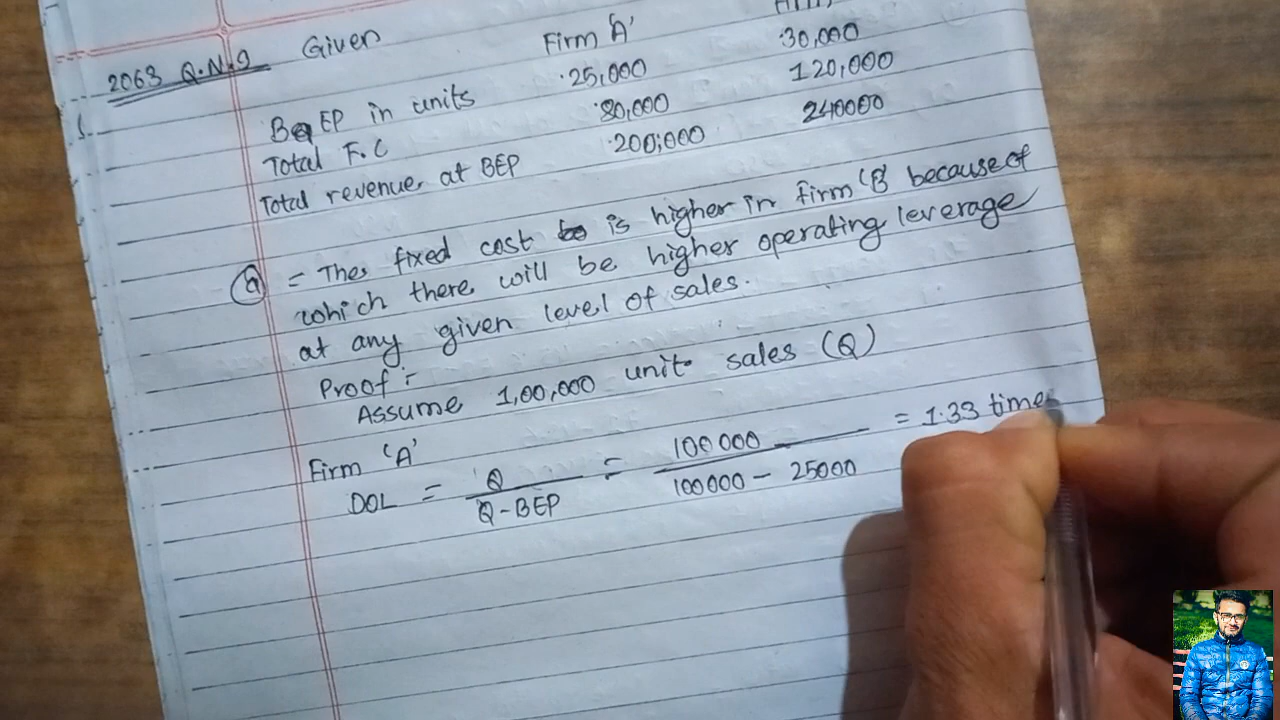 2063 Q.N.9 Given Firm 'A'
BEP in units 25,000 30,000
Total F.C 80,000 120,000
Total revenue at BEP 200,000 240000
(a) = The fixed cost is higher in firm 'B' because of
which there will be higher operating leverage
at any given level of sales.
Proof :-
Assume 1,00,000 unit sales (Q)
Firm 'A'
DOL = Q / Q - BEP = 100000 / 100000 - 25000 = 1.33 time